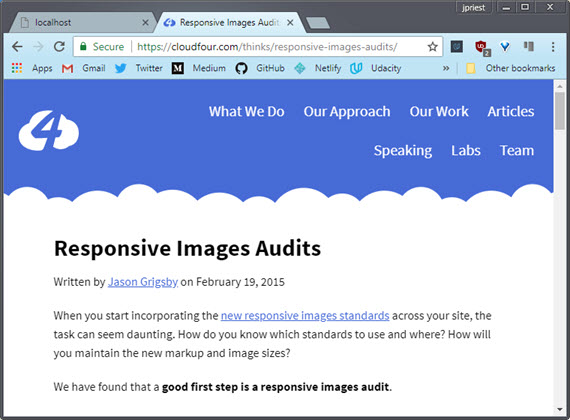 jpriest
localhost
Responsive Images Audit
Secure https://cloudfour.com/thinks/responsive-images-audits/
2
Apps Gmail Twitter Medium GitHub Netlify Udacity » Other bookmarks
4
What We Do Our Approach Our Work Articles
Speaking Labs Team
Responsive Images Audits
Written by Jason Grigsby on February 19, 2015
When you start incorporating the new responsive images standards across your site, the
task can seem daunting. How do you know which standards to use and where? How will
you maintain the new markup and image sizes?
We have found that a good first step is a responsive images audit.